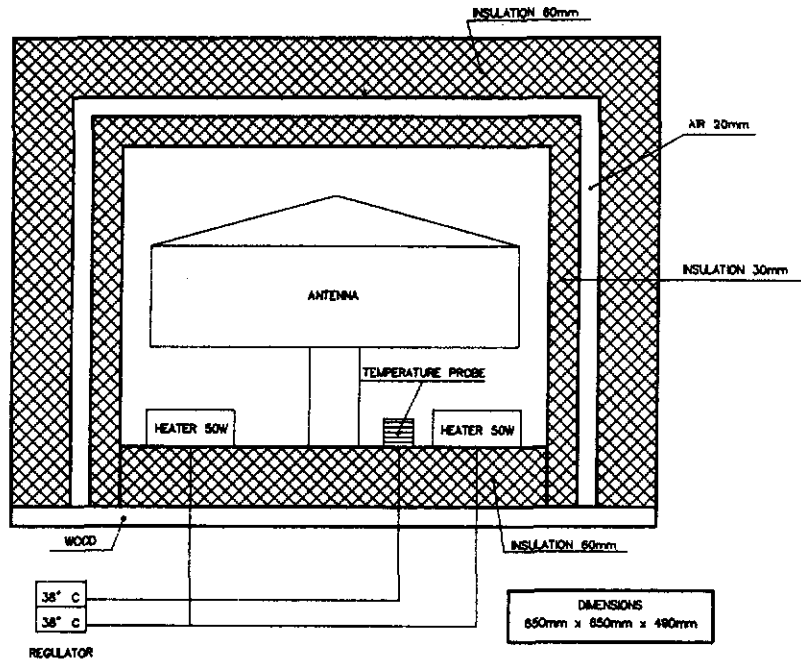 INSULATION 60mm
AIR 20mm
INSULATION 30mm
ANTENNA
TEMPERATURE PROBE
HEATER 50W
HEATER 50W
WOOD
INSULATION 60mm
38° C
38° C
REGULATOR
DIMENSIONS
650mm x 650mm x 490mm